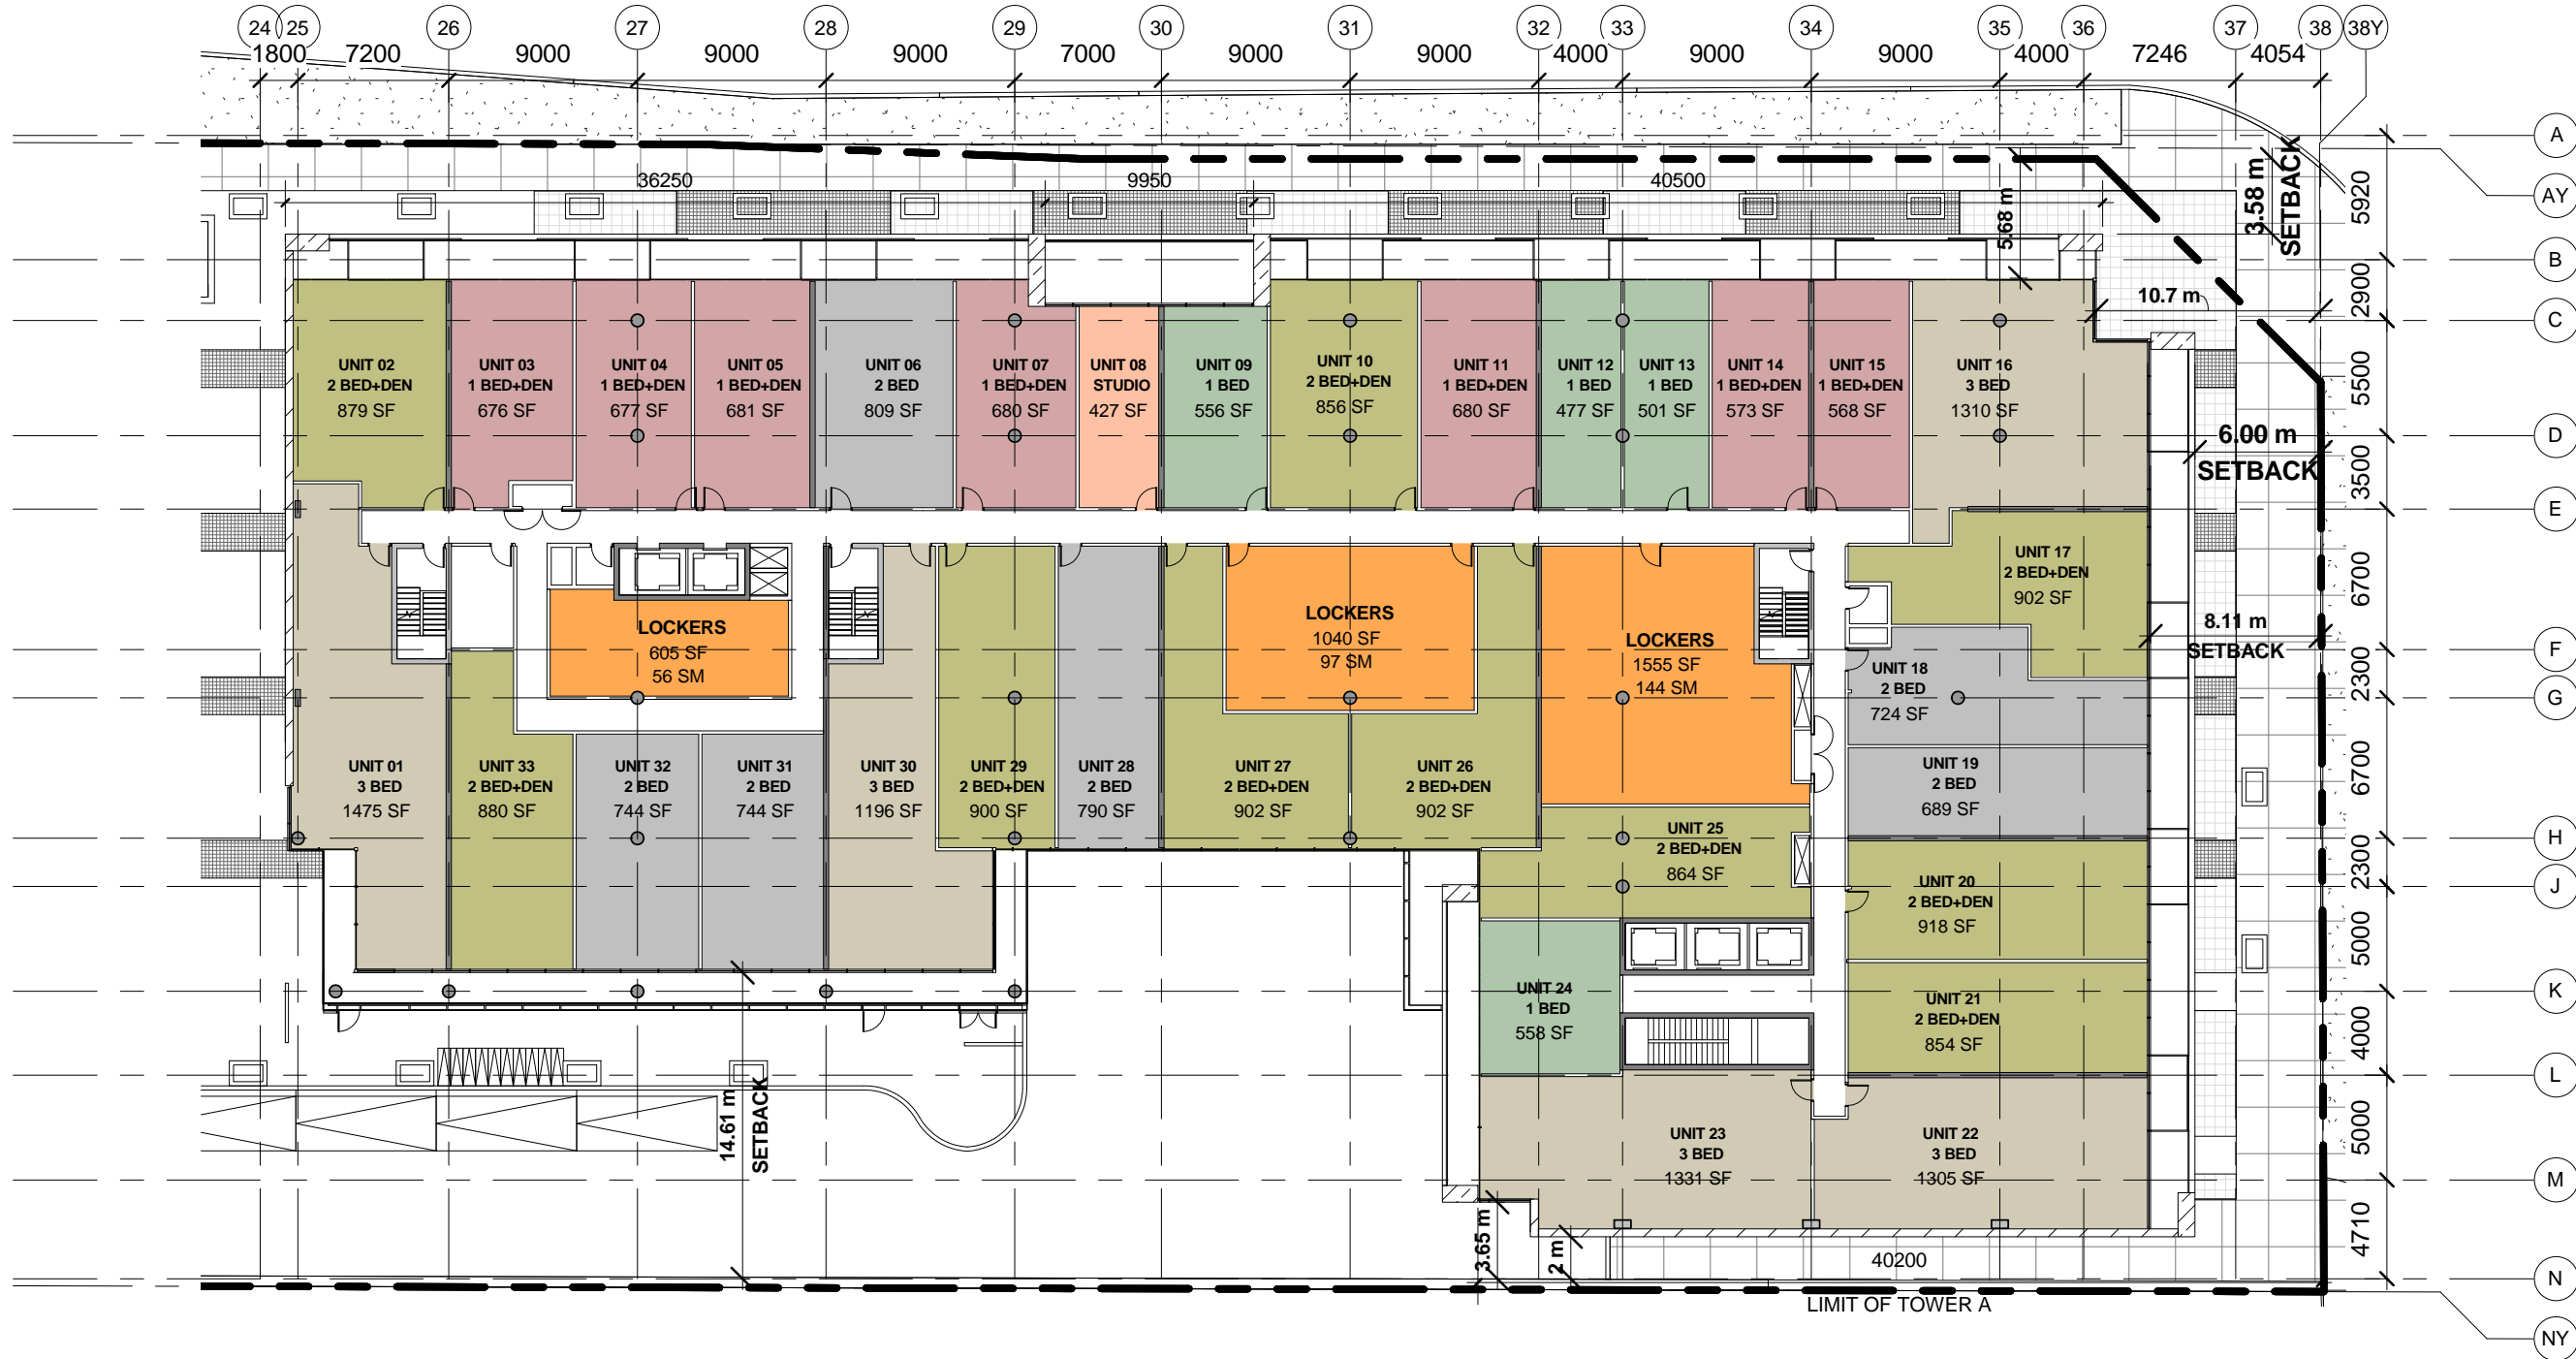 24 25 26 27 28 29 30 31 32 33 34 35 36 37 38 38Y
1800 7200 9000 9000 9000 7000 9000 9000 4000 9000 9000 4000 7246 4054
A
AY
B
C
D
E
F
G
H
J
K
L
M
N
NY
5920
2900
5500
3500
6700
2300
6700
2300
5000
4000
5000
4710
36250
9950
40500
5.68 m
3.58 m
SETBACK
10.7 m
6.00 m
SETBACK
8.11 m
SETBACK
UNIT 02
2 BED+DEN
879 SF
UNIT 03
1 BED+DEN
676 SF
UNIT 04
1 BED+DEN
677 SF
UNIT 05
1 BED+DEN
681 SF
UNIT 06
2 BED
809 SF
UNIT 07
1 BED+DEN
680 SF
UNIT 08
STUDIO
427 SF
UNIT 09
1 BED
556 SF
UNIT 10
2 BED+DEN
856 SF
UNIT 11
1 BED+DEN
680 SF
UNIT 12
1 BED
477 SF
UNIT 13
1 BED
501 SF
UNIT 14
1 BED+DEN
573 SF
UNIT 15
1 BED+DEN
568 SF
UNIT 16
3 BED
1310 SF
UNIT 17
2 BED+DEN
902 SF
LOCKERS
605 SF
56 SM
LOCKERS
1040 SF
97 SM
LOCKERS
1555 SF
144 SM
UNIT 18
2 BED
724 SF
UNIT 01
3 BED
1475 SF
UNIT 33
2 BED+DEN
880 SF
UNIT 32
2 BED
744 SF
UNIT 31
2 BED
744 SF
UNIT 30
3 BED
1196 SF
UNIT 29
2 BED+DEN
900 SF
UNIT 28
2 BED
790 SF
UNIT 27
2 BED+DEN
902 SF
UNIT 26
2 BED+DEN
902 SF
UNIT 19
2 BED
689 SF
UNIT 25
2 BED+DEN
864 SF
UNIT 20
2 BED+DEN
918 SF
UNIT 24
1 BED
558 SF
UNIT 21
2 BED+DEN
854 SF
UNIT 23
3 BED
1331 SF
UNIT 22
3 BED
1305 SF
14.61 m
SETBACK
3.65 m
2 m
40200
LIMIT OF TOWER A